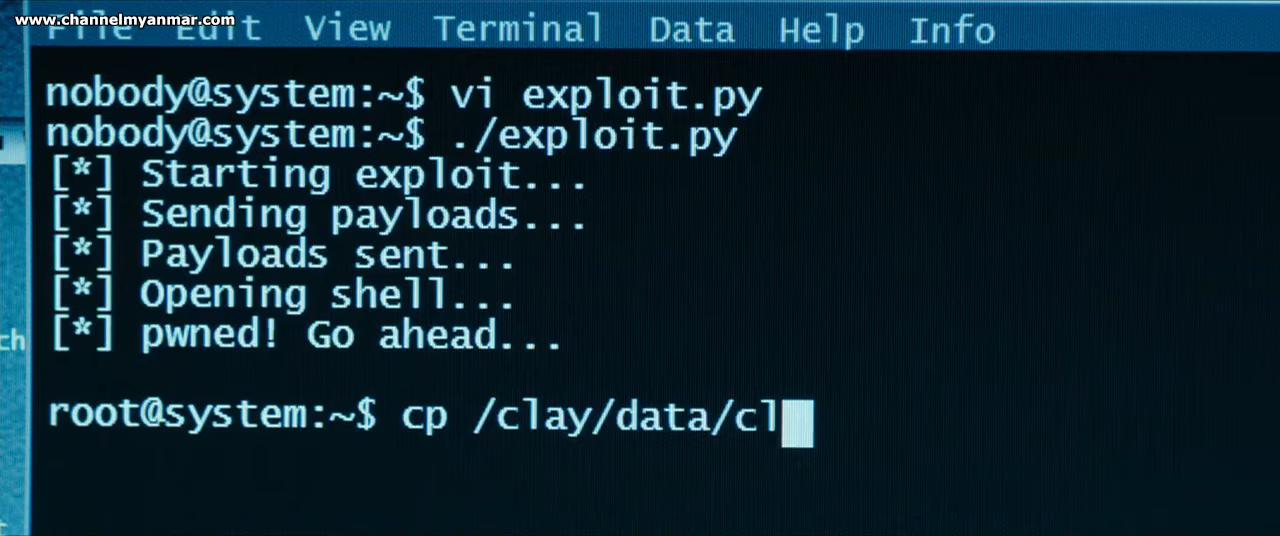 www.channelmyanmar.com
File Edit View Terminal Data Help Info
nobody@system:~$ vi exploit.py
nobody@system:~$ ./exploit.py
[*] Starting exploit...
[*] Sending payloads...
[*] Payloads sent...
[*] Opening shell...
[*] pwned! Go ahead...
ch
root@system:~$ cp /clay/data/cl